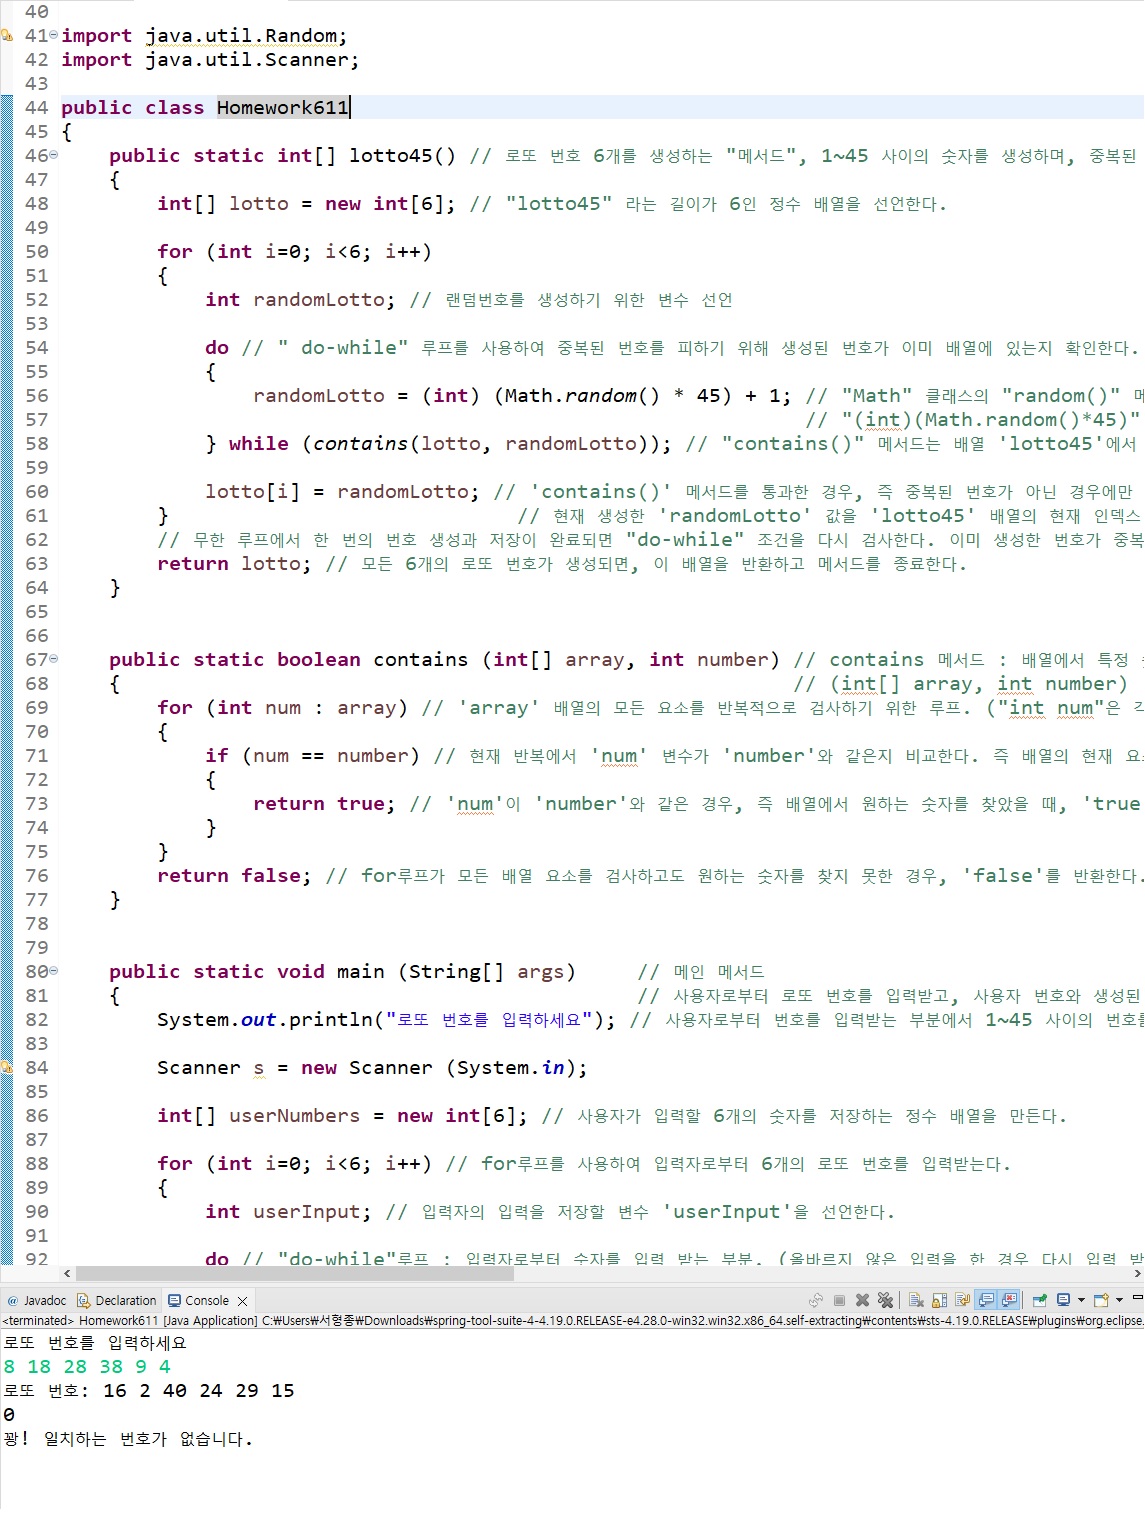 40
41 import java.util.Random;
42 import java.util.Scanner;
43
44 public class Homework611
45 {
46 public static int[] lotto45() // 로또 번호 6개를 생성하는 "메서드", 1~45 사이의 숫자를 생성하며, 중복된
47 {
48 int[] lotto = new int[6]; // "lotto45" 라는 길이가 6인 정수 배열을 선언한다.
49
50 for (int i=0; i<6; i++)
51 {
52 int randomLotto; // 랜덤번호를 생성하기 위한 변수 선언
53
54 do // " do-while" 루프를 사용하여 중복된 번호를 피하기 위해 생성된 번호가 이미 배열에 있는지 확인한다.
55 {
56 randomLotto = (int) (Math.random() * 45) + 1; // "Math" 클래스의 "random()"
57 // "(int)(Math.random()*45)"
58 } while (contains(lotto, randomLotto)); // "contains()" 메서드는 배열 'lotto45'에서
59
60 lotto[i] = randomLotto; // 'contains()' 메서드를 통과한 경우, 즉 중복된 번호가 아닌 경우에만
61 } // 현재 생성한 'randomLotto' 값을 'lotto45' 배열의 현재 인덱스
62 // 무한 루프에서 한 번의 번호 생성과 저장이 완료되면 "do-while" 조건을 다시 검사한다. 이미 생성한 번호가 중복
63 return lotto; // 모든 6개의 로또 번호가 생성되면, 이 배열을 반환하고 메서드를 종료한다.
64 }
65
66
67 public static boolean contains (int[] array, int number) // contains 메서드 : 배열에서 특정
68 { // (int[] array, int number)
69 for (int num : array) // 'array' 배열의 모든 요소를 반복적으로 검사하기 위한 루프. ("int num"은
70 {
71 if (num == number) // 현재 반복에서 'num' 변수가 'number'와 같은지 비교한다. 즉 배열의 현재
72 {
73 return true; // 'num'이 'number'와 같은 경우, 즉 배열에서 원하는 숫자를 찾았을 때, 'true
74 }
75 }
76 return false; // for루프가 모든 배열 요소를 검사하고도 원하는 숫자를 찾지 못한 경우, 'false'를 반환한다.
77 }
78
79
80 public static void main (String[] args) // 메인 메서드
81 { // 사용자로부터 로또 번호를 입력받고, 사용자 번호와 생성된
82 System.out.println("로또 번호를 입력하세요"); // 사용자로부터 번호를 입력받는 부분에서 1~45 사이의 번호를
83
84 Scanner s = new Scanner (System.in);
85
86 int[] userNumbers = new int[6]; // 사용자가 입력할 6개의 숫자를 저장하는 정수 배열을 만든다.
87
88 for (int i=0; i<6; i++) // for루프를 사용하여 입력자로부터 6개의 로또 번호를 입력받는다.
89 {
90 int userInput; // 입력자의 입력을 저장할 변수 'userInput'을 선언한다.
91
92 do // "do-while"루프 : 입력자로부터 숫자를 입력 받는 부분. (올바르지 않은 입력을 한 경우 다시 입력 받
@ Javadoc Declaration Console
<terminated> Homework611 [Java Application] C:₩Users₩서형종₩Downloads₩spring-tool-suite-4-4.19.0.RELEASE-e4.28.0-win32.win32.x86_64.self-extracting₩contents₩sts-4.19.0.RELEASE₩plugins₩org.eclipse.
로또 번호를 입력하세요
8 18 28 38 9 4
로또 번호: 16 2 40 24 29 15
0
꽝! 일치하는 번호가 없습니다.